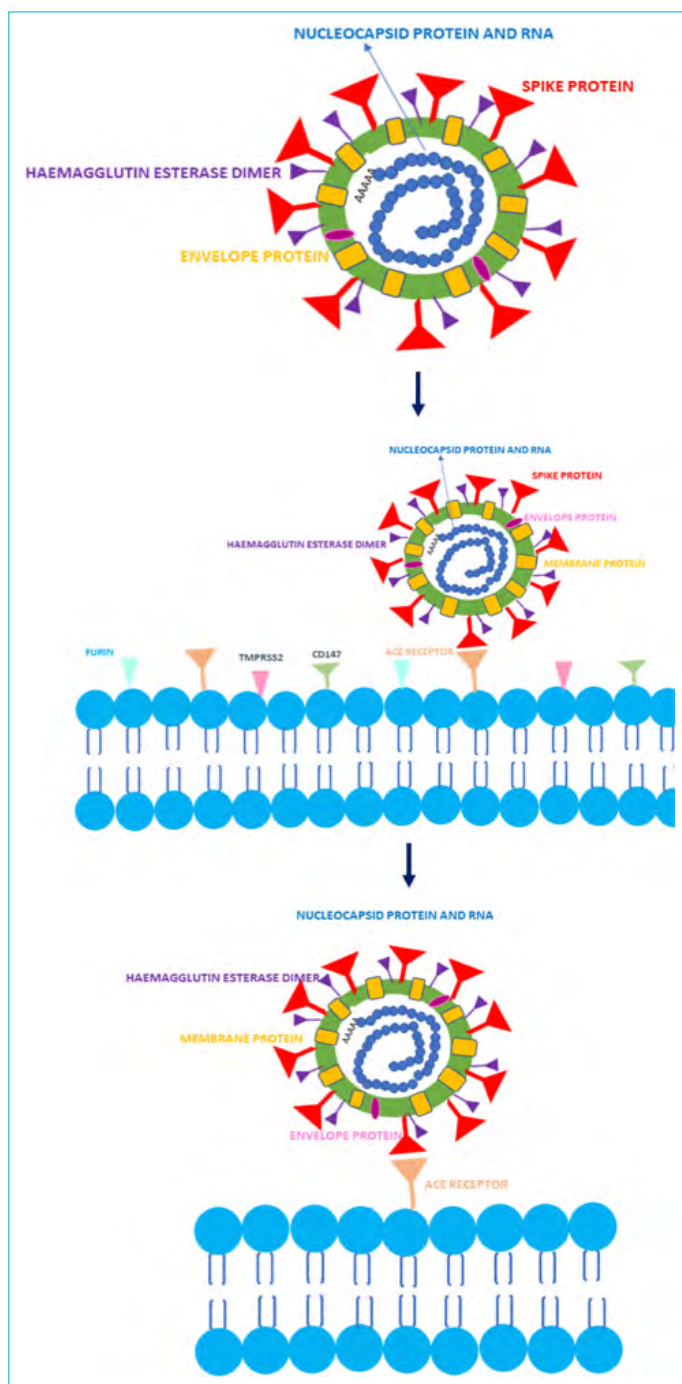 NUCLEOCAPSID PROTEIN AND RNA
SPIKE PROTEIN
HAEMAGGLUTIN ESTERASE DIMER
AAAAA
ENVELOPE PROTEIN
NUCLEOCAPSID PROTEIN AND RNA
SPIKE PROTEIN
ENVELOPE PROTEIN
HAEMAGGLUTIN ESTERASE DIMER
AAAAA
MEMBRANE PROTEIN
FURIN
TMPRSS2
CD147
ACE RECEPTOR
NUCLEOCAPSID PROTEIN AND RNA
HAEMAGGLUTIN ESTERASE DIMER
AAAAA
MEMBRANE PROTEIN
ENVELOPE PROTEIN
ACE RECEPTOR